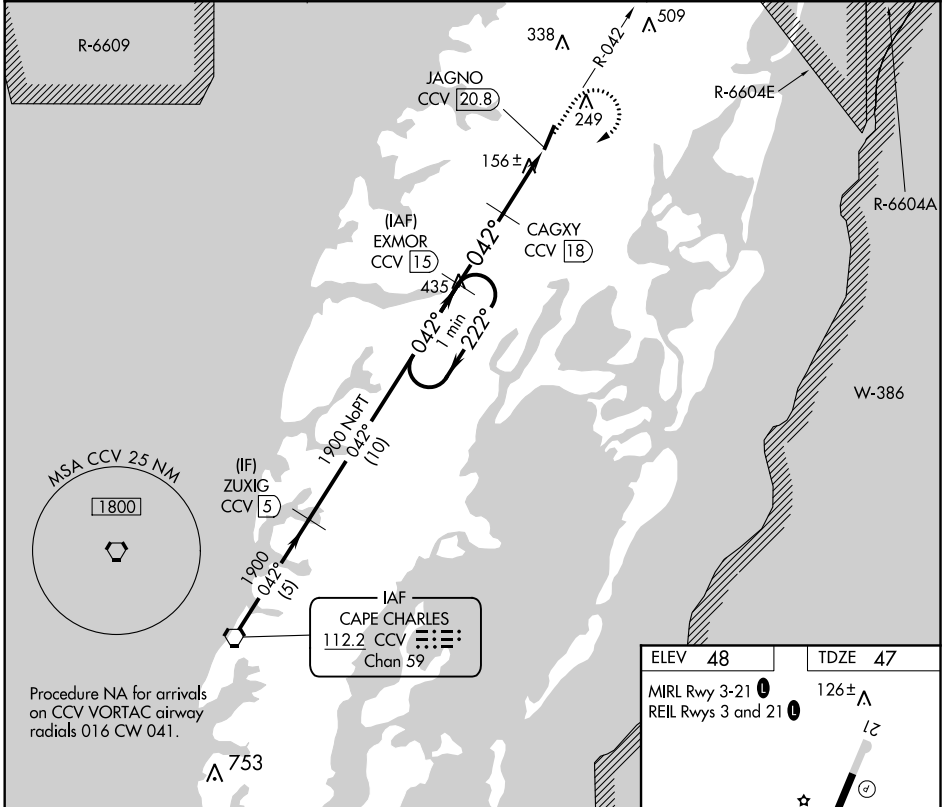 R-6609
338
509
R-042
JAGNO
CCV 20.8
249
R-6604E
156±
R-6604A
(IAF)
EXMOR
CCV 15
042°
CAGXY
CCV 18
435
042°
1 min
222°
W-386
1900 NoPT
042°
(10)
MSA CCV 25 NM
1800
(IF)
ZUXIG
CCV 5
1900
042°
(5)
IAF
CAPE CHARLES
112.2 CCV
Chan 59
Procedure NA for arrivals
on CCV VORTAC airway
radials 016 CW 041.
753
ELEV 48
TDZE 47
MIRL Rwy 3-21 L
REIL Rwys 3 and 21 L
126±
21
P